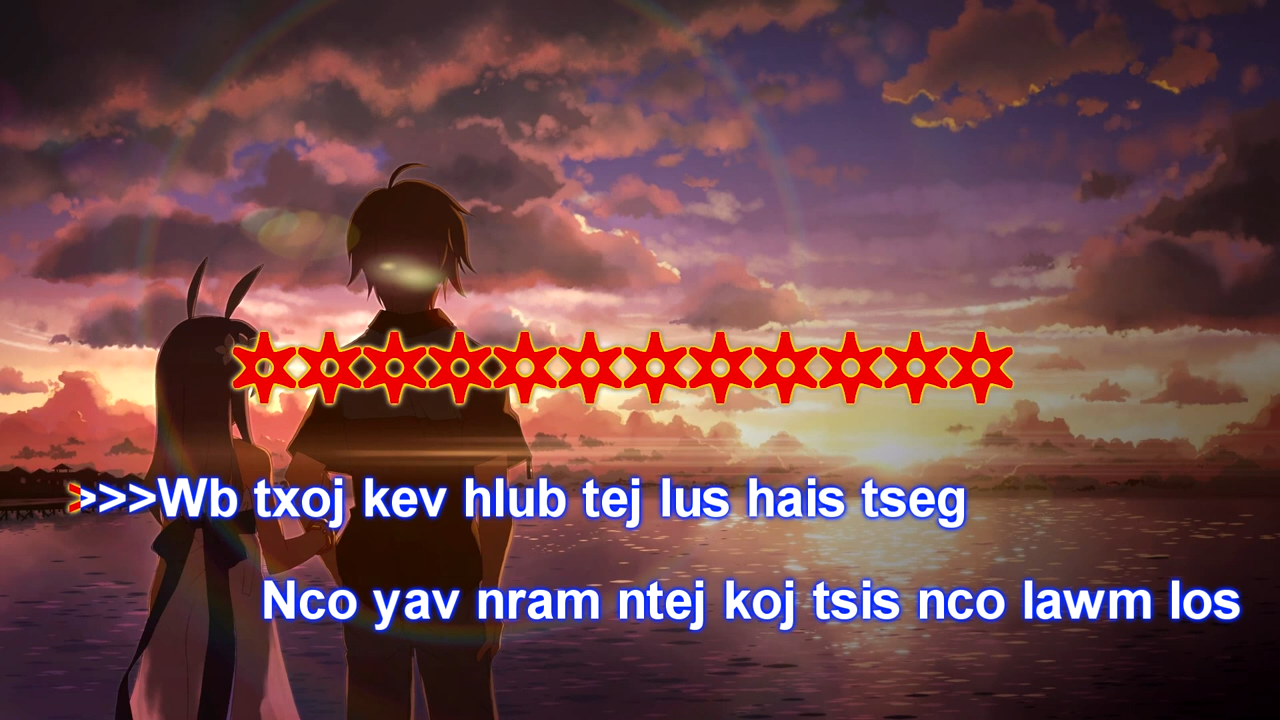 >>>>Wb txoj kev hlub tej lus hais tseg
Nco yav nram ntej koj tsis nco lawm los